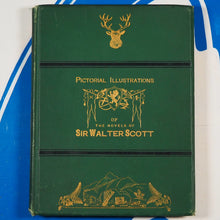 PICTORIAL ILLUSTRATIONS
OF
THE NOVELS OF
SIR WALTER SCOTT